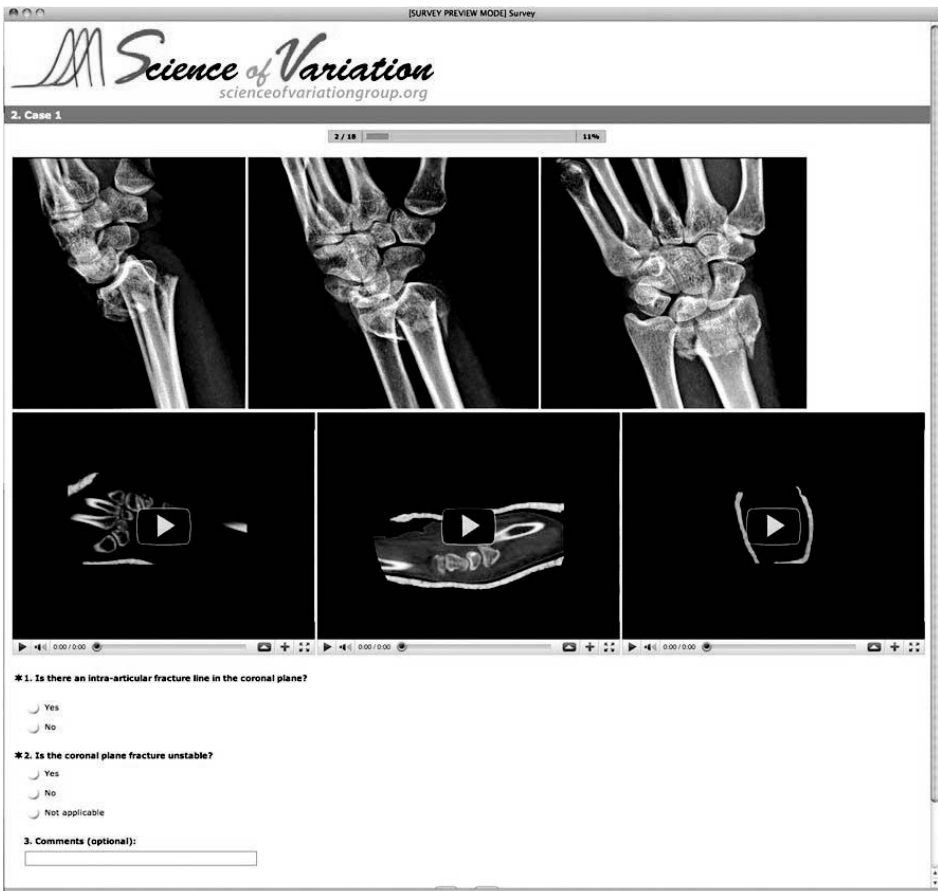 [SURVEY PREVIEW MODE] Survey
Science of Variation
scienceofvariationgroup.org
2. Case 1
2 / 18 11%
0:00 / 0:00 0:00 / 0:00 0:00 / 0:00
*1. Is there an intra-articular fracture line in the coronal plane?
Yes
No
*2. Is the coronal plane fracture unstable?
Yes
No
Not applicable
3. Comments (optional):